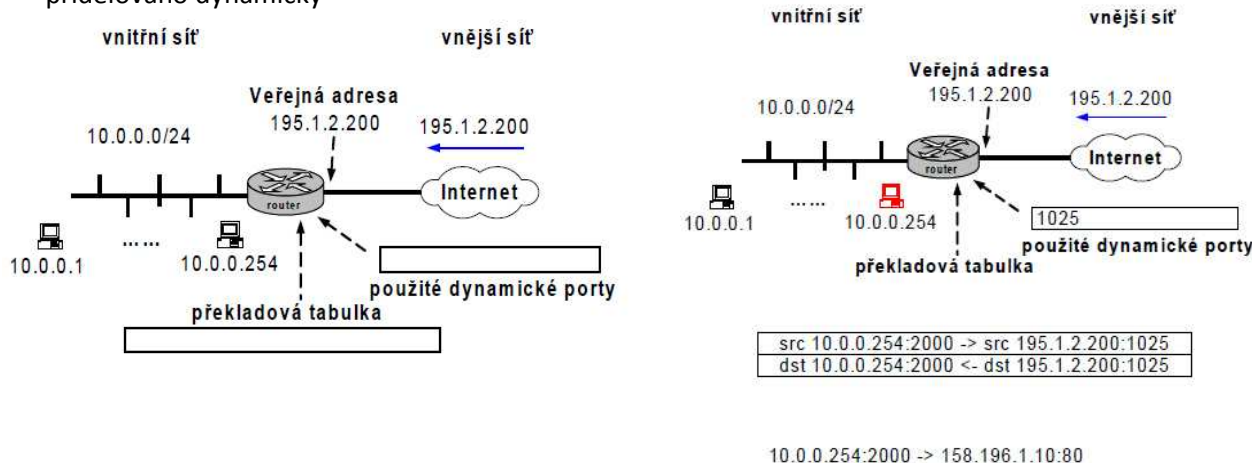 přidělováno dynamicky
vnitřní síť
vnější síť
Veřejná adresa
195.1.2.200
195.1.2.200
10.0.0.0/24
Internet
router
10.0.0.1
......
10.0.0.254
použité dynamické porty
překladová tabulka
vnitřní síť
vnější síť
Veřejná adresa
195.1.2.200
195.1.2.200
10.0.0.0/24
Internet
router
10.0.0.1
......
10.0.0.254
1025
použité dynamické porty
překladová tabulka
src 10.0.0.254:2000 -> src 195.1.2.200:1025
dst 10.0.0.254:2000 <- dst 195.1.2.200:1025
10.0.0.254:2000 -> 158.196.1.10:80